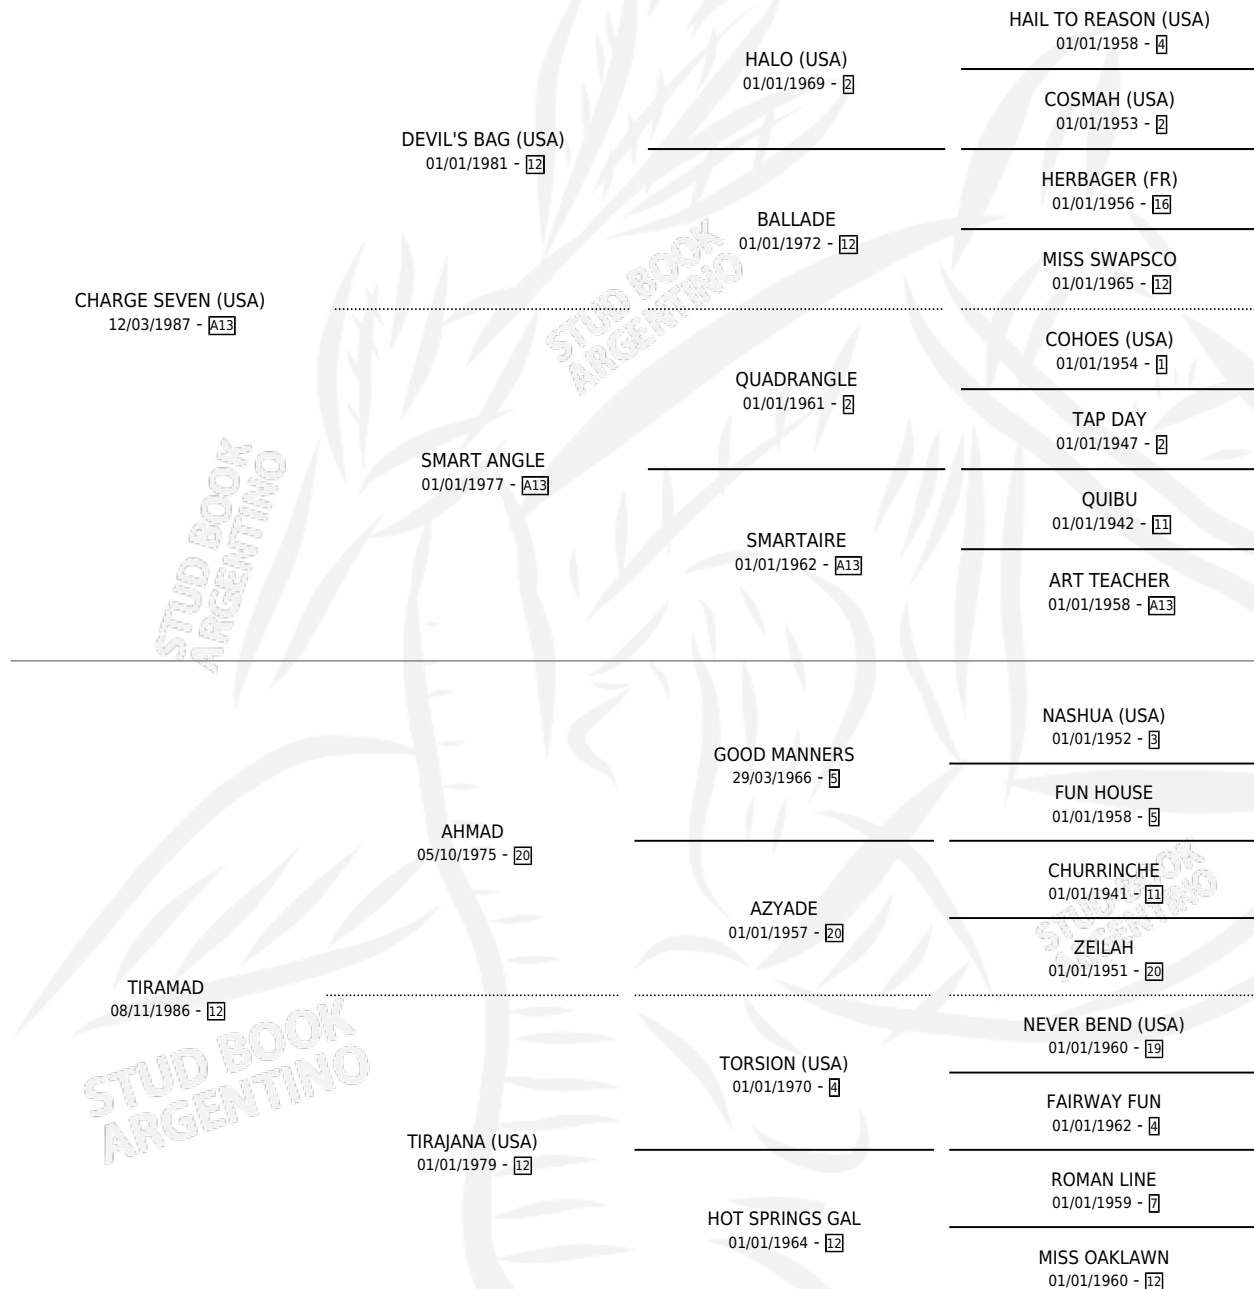 HAIL TO REASON (USA)
01/01/1958 - 4
HALO (USA)
01/01/1969 - 2
COSMAH (USA)
01/01/1953 - 2
DEVIL'S BAG (USA)
01/01/1981 - 12
HERBAGER (FR)
01/01/1956 - 16
BALLADE
01/01/1972 - 12
MISS SWAPSCO
01/01/1965 - 12
CHARGE SEVEN (USA)
12/03/1987 - A13
COHOES (USA)
01/01/1954 - 1
QUADRANGLE
01/01/1961 - 2
TAP DAY
01/01/1947 - 2
SMART ANGLE
01/01/1977 - A13
QUIBU
01/01/1942 - 11
SMARTAIRE
01/01/1962 - A13
ART TEACHER
01/01/1958 - A13
NASHUA (USA)
01/01/1952 - 3
GOOD MANNERS
29/03/1966 - 5
FUN HOUSE
01/01/1958 - 5
AHMAD
05/10/1975 - 20
CHURRINCHE
01/01/1941 - 11
AZYADE
01/01/1957 - 20
ZEILAH
01/01/1951 - 20
TIRAMAD
08/11/1986 - 12
NEVER BEND (USA)
01/01/1960 - 19
TORSION (USA)
01/01/1970 - 4
FAIRWAY FUN
01/01/1962 - 4
TIRAJANA (USA)
01/01/1979 - 12
ROMAN LINE
01/01/1959 - 7
HOT SPRINGS GAL
01/01/1964 - 12
MISS OAKLAWN
01/01/1960 - 12
STUD BOOK
ARGENTINO
STUD BOOK
ARGENTINO
STUD BOOK
ARGENTINO
STUD BOOK
ARGENTINO